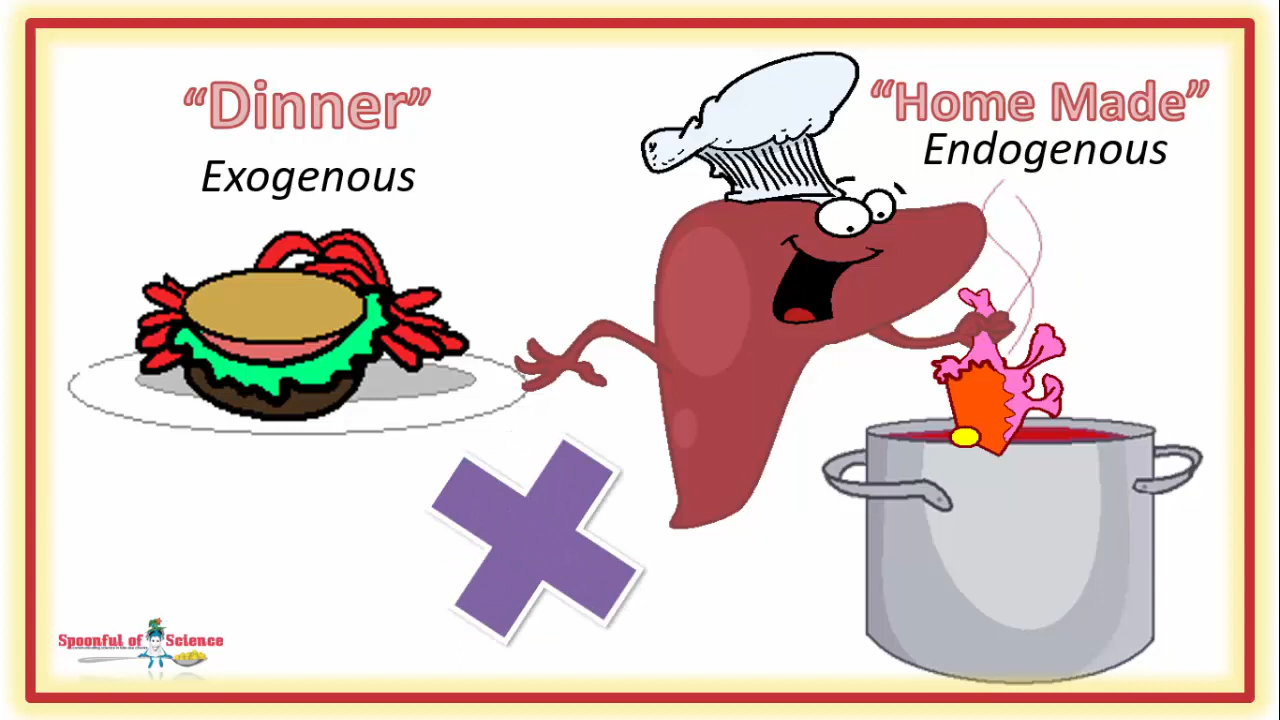 “Dinner”
Exogenous
“Home Made”
Endogenous
Spoonful of Science